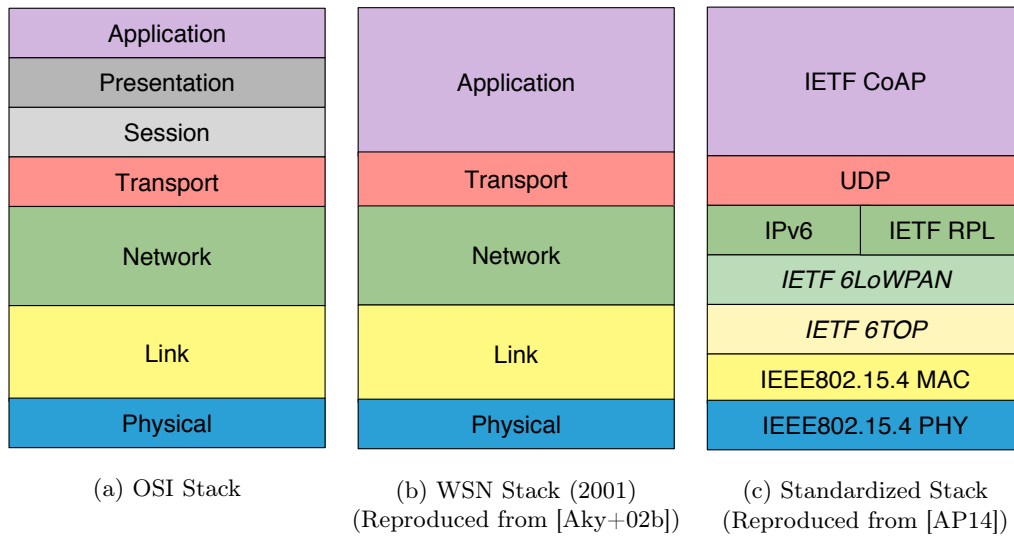 Application
Presentation
Session
Transport
Network
Link
Physical
(a) OSI Stack
Application
Transport
Network
Link
Physical
(b) WSN Stack (2001)
(Reproduced from [Aky+02b])
IETF CoAP
UDP
IPv6
IETF RPL
IETF 6LoWPAN
IETF 6TOP
IEEE802.15.4 MAC
IEEE802.15.4 PHY
(c) Standardized Stack
(Reproduced from [AP14])